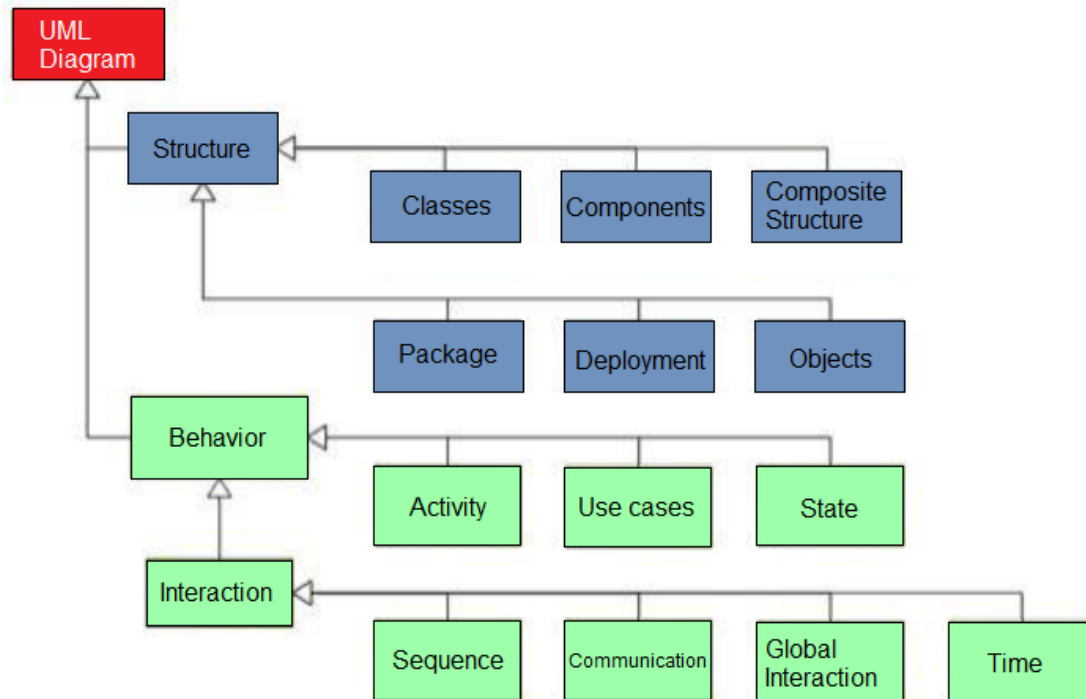 UML
Diagram
Structure
Classes
Components
Composite
Structure
Package
Deployment
Objects
Behavior
Activity
Use cases
State
Interaction
Sequence
Communication
Global
Interaction
Time